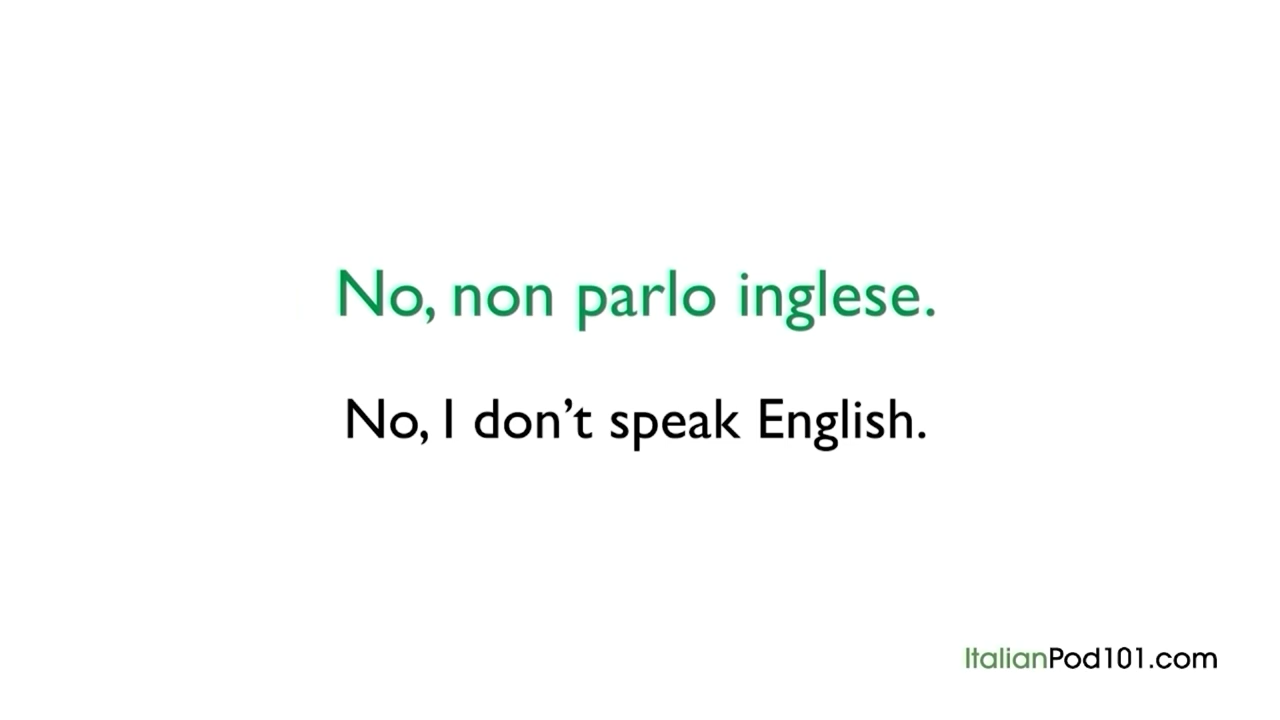 No, non parlo inglese.
No, I don’t speak English.
ItalianPod101.com